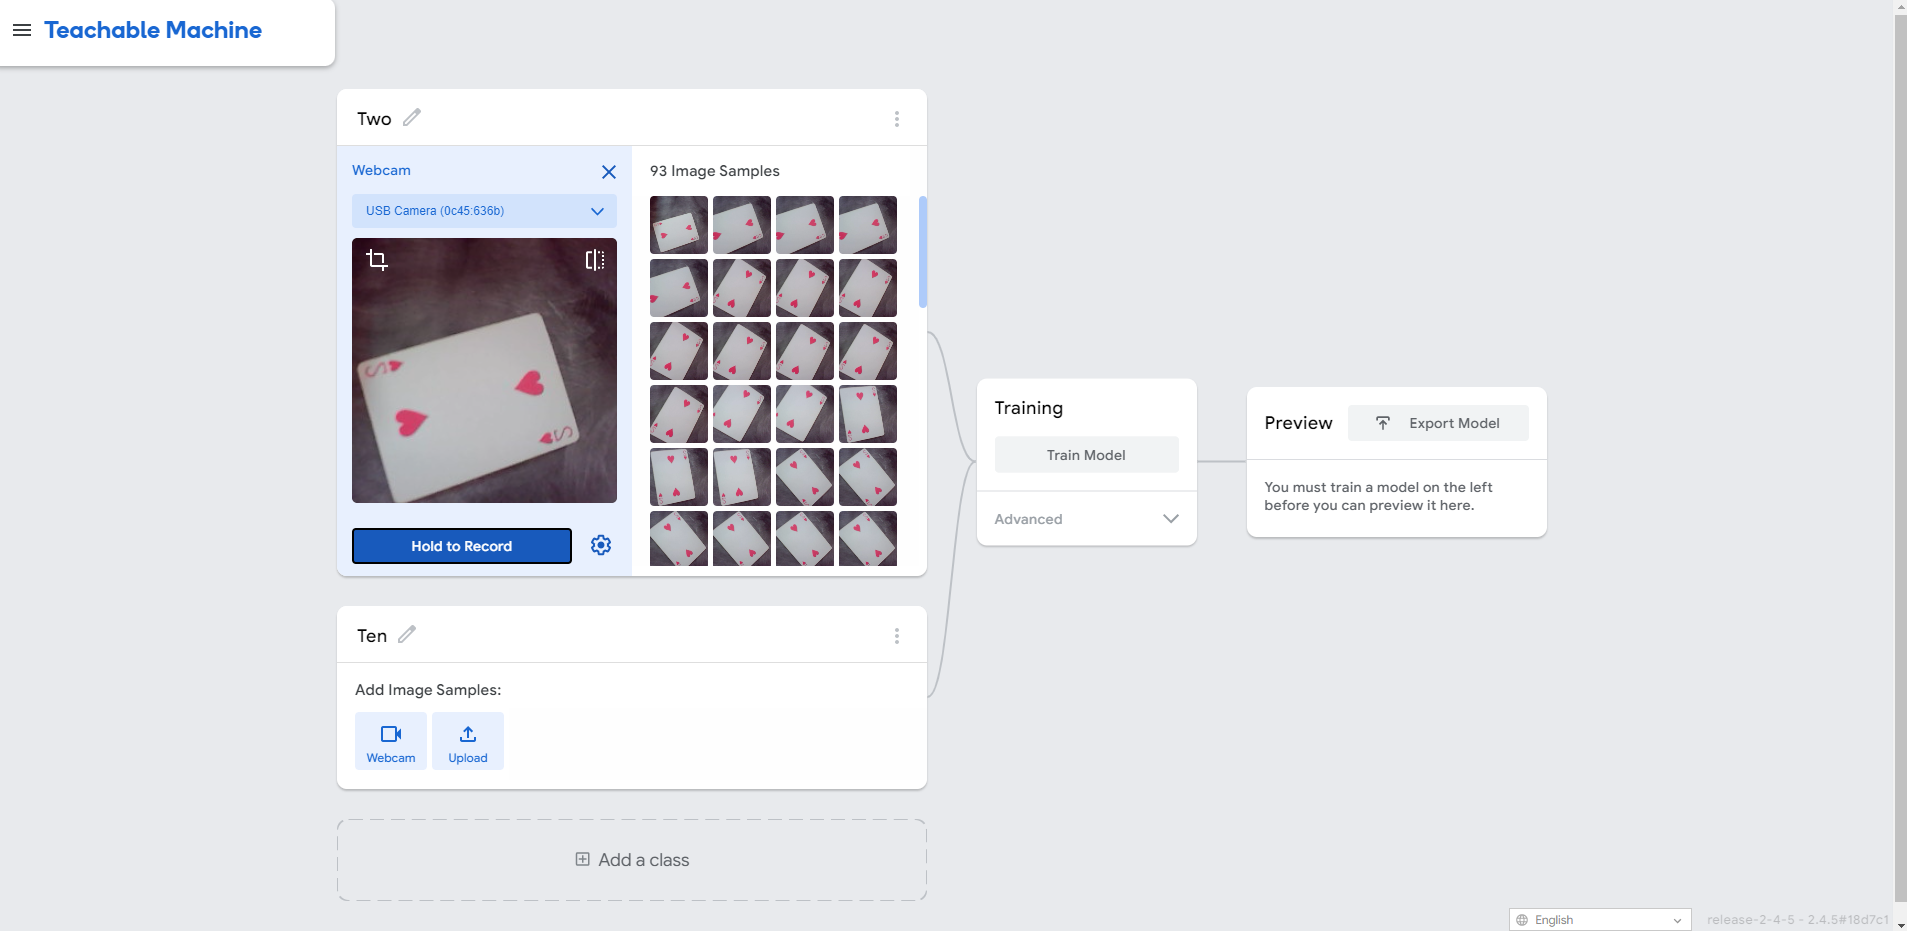 Teachable Machine
Two
Webcam
USB Camera (0c45:636b)
Hold to Record
93 Image Samples
Ten
Add Image Samples:
Webcam
Upload
Add a class
Training
Train Model
Advanced
Preview
Export Model
You must train a model on the left
before you can preview it here.
English
release-2-4-5 - 2.4.5#18d7c1